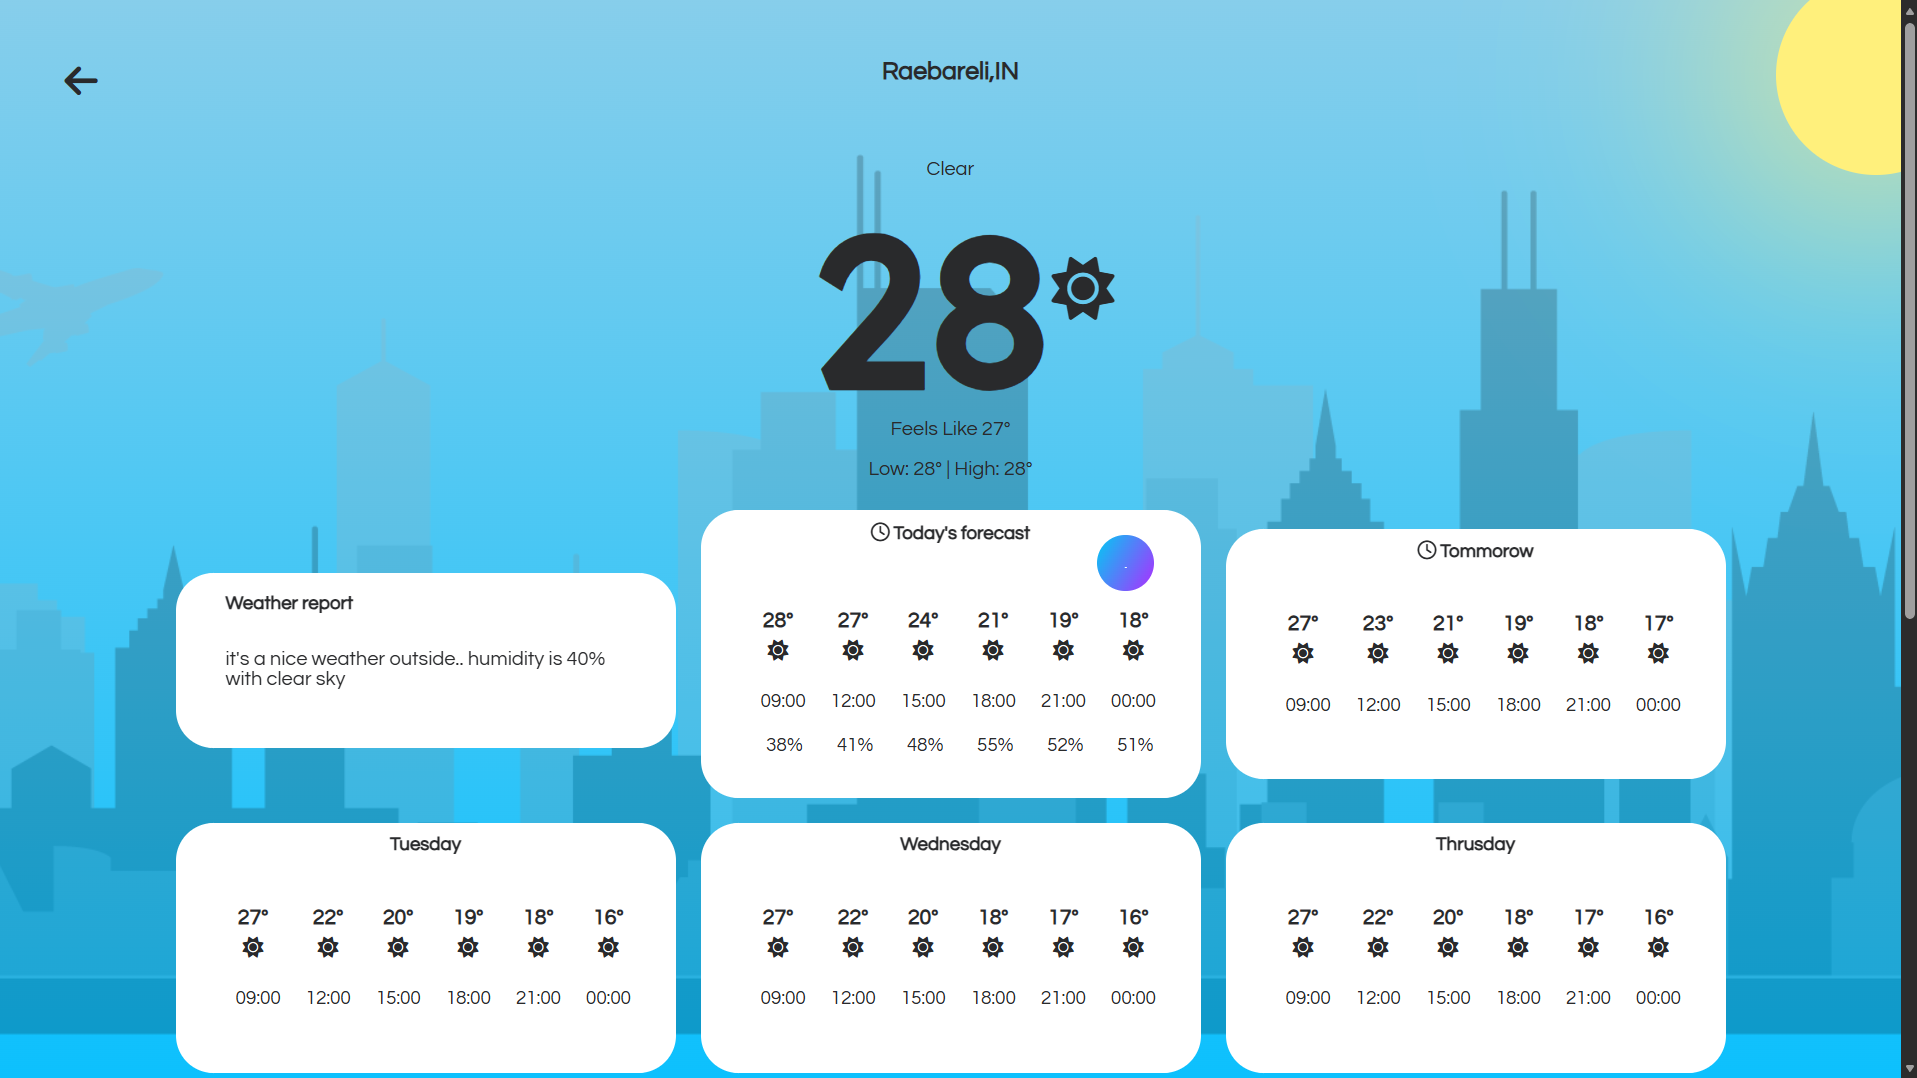 Raebareli,IN
Clear
28
Feels Like 27°
Low: 28° | High: 28°
Weather report
it's a nice weather outside.. humidity is 40%
with clear sky
Today's forecast
28° 27° 24° 21° 19° 18°
09:00 12:00 15:00 18:00 21:00 00:00
38% 41% 48% 55% 52% 51%
Tommorow
27° 23° 21° 19° 18° 17°
09:00 12:00 15:00 18:00 21:00 00:00
Tuesday
27° 22° 20° 19° 18° 16°
09:00 12:00 15:00 18:00 21:00 00:00
Wednesday
27° 22° 20° 18° 17° 16°
09:00 12:00 15:00 18:00 21:00 00:00
Thrusday
27° 22° 20° 18° 17° 16°
09:00 12:00 15:00 18:00 21:00 00:00